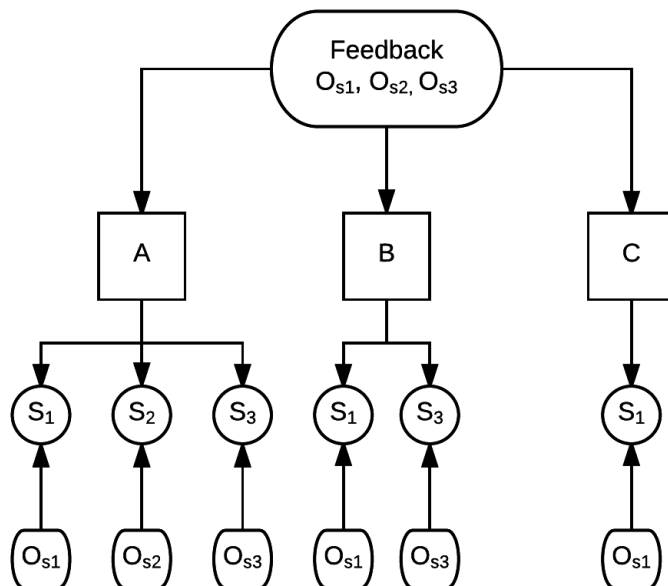 Feedback
Oₛ₁, Oₛ₂, Oₛ₃
A B C
S₁ S₂ S₃ S₁ S₃ S₁
Oₛ₁ Oₛ₂ Oₛ₃ Oₛ₁ Oₛ₃ Oₛ₁